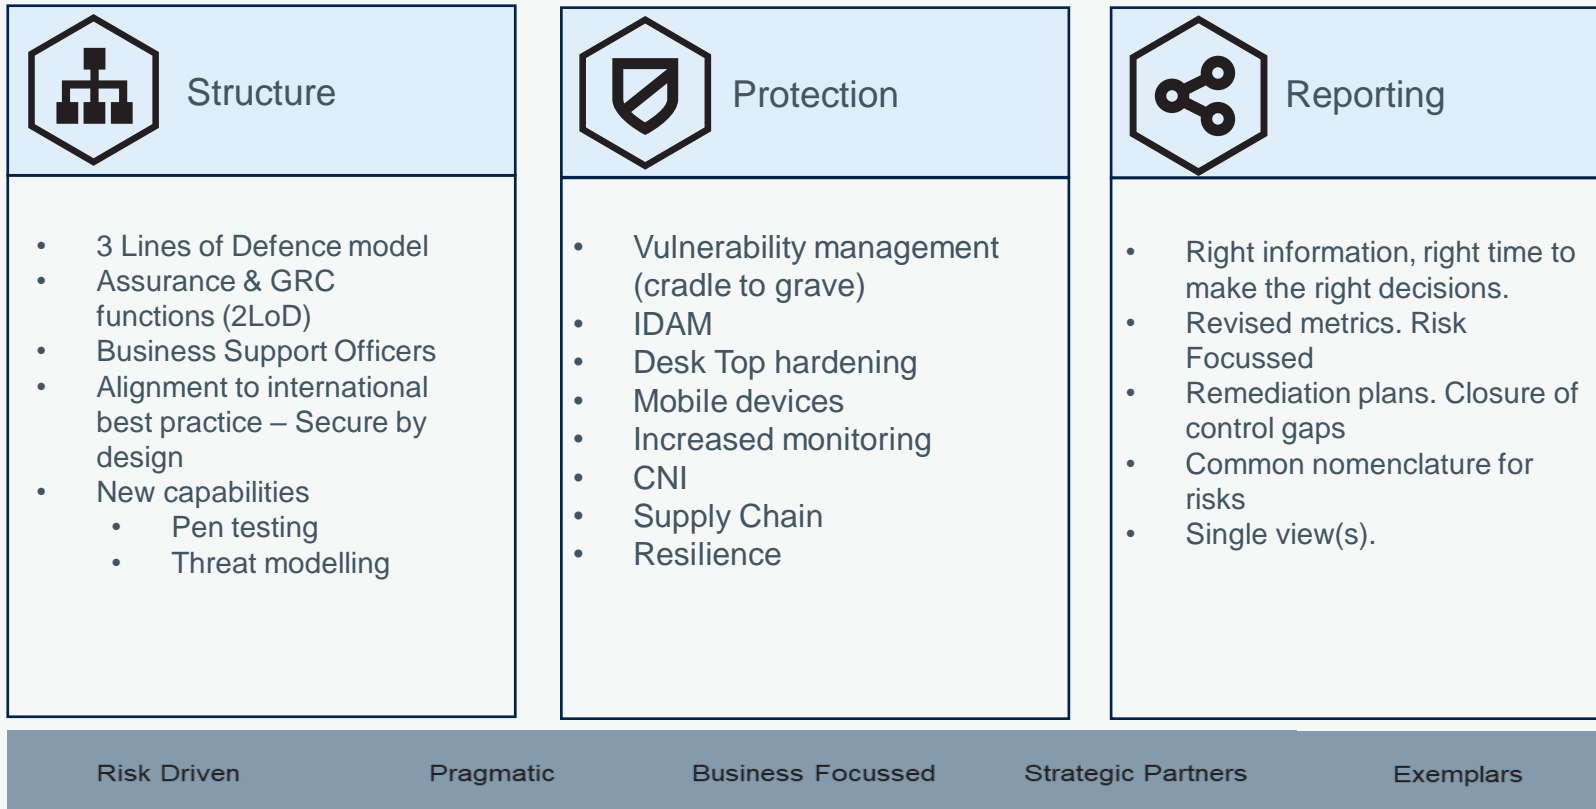 Structure
• 3 Lines of Defence model
• Assurance & GRC
functions (2LoD)
• Business Support Officers
• Alignment to international
best practice – Secure by
design
• New capabilities
• Pen testing
• Threat modelling
Protection
• Vulnerability management
(cradle to grave)
• IDAM
• Desk Top hardening
• Mobile devices
• Increased monitoring
• CNI
• Supply Chain
• Resilience
Reporting
• Right information, right time to
make the right decisions.
• Revised metrics. Risk
Focussed
• Remediation plans. Closure of
control gaps
• Common nomenclature for
risks
• Single view(s).
Risk Driven Pragmatic Business Focussed Strategic Partners Exemplars